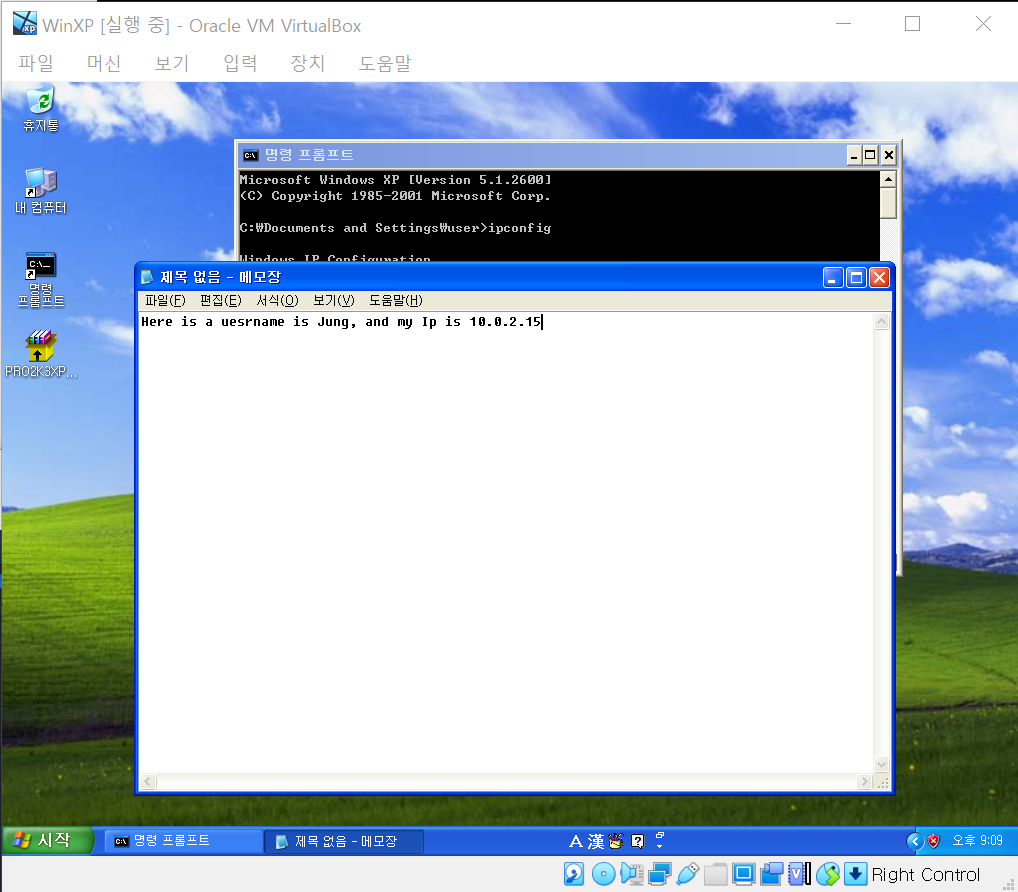 WinXP [실행 중] - Oracle VM VirtualBox
파일 머신 보기 입력 장치 도움말
휴지통
내 컴퓨터
명령
프롬프트
PRO2K3XP...
명령 프롬프트
Microsoft Windows XP [Version 5.1.2600]
(C) Copyright 1985-2001 Microsoft Corp.
C:₩Documents and Settings₩user>ipconfig
Windows IP Configuration
제목 없음 - 메모장
파일(F) 편집(E) 서식(O) 보기(V) 도움말(H)
Here is a uesrname is Jung, and my Ip is 10.0.2.15
시작 명령 프롬프트 제목 없음 - 메모장 A 漢 오후 9:09
Right Control